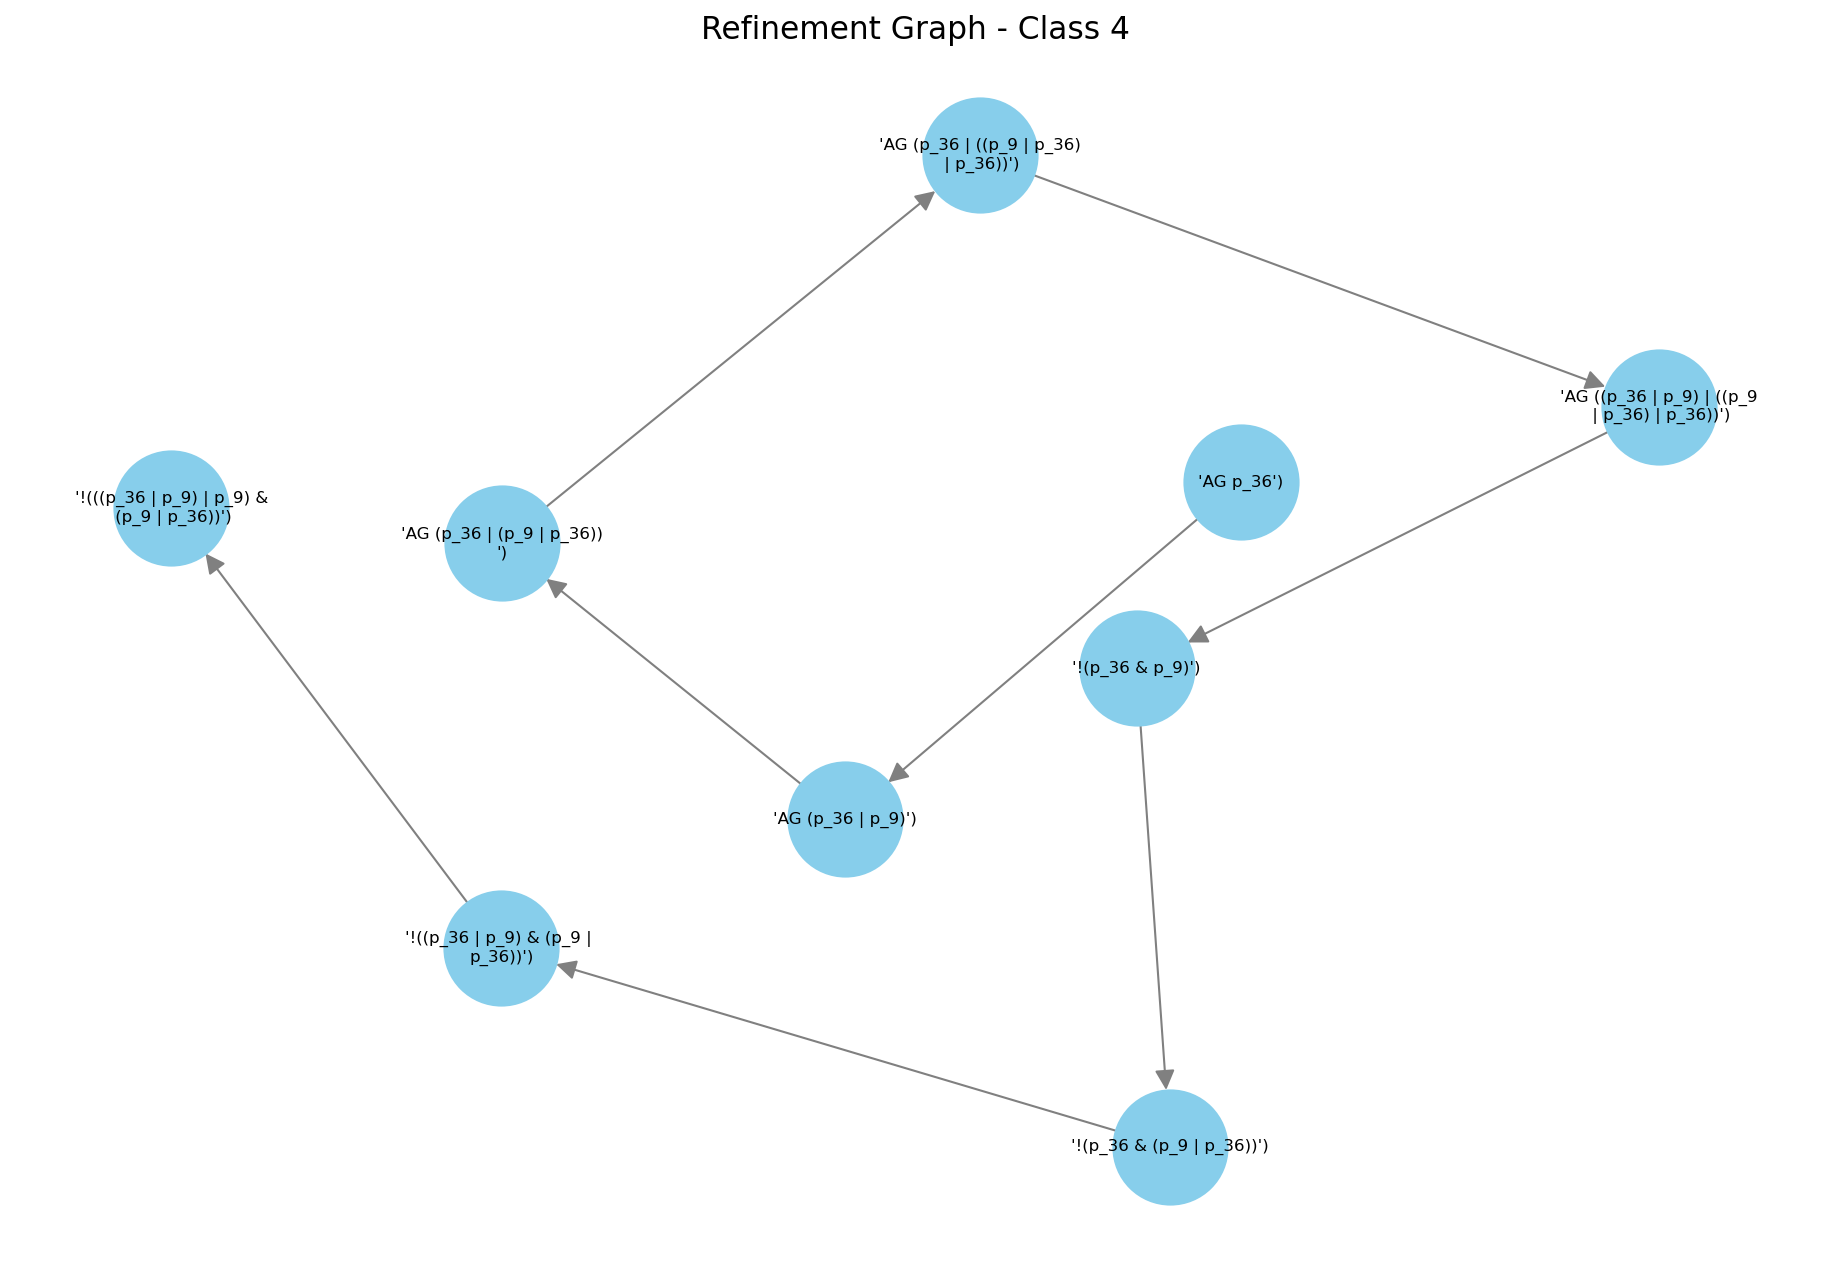 Refinement Graph - Class 4
'AG (p_36 | ((p_9 | p_36)
| p_36))')
'AG ((p_36 | p_9) | ((p_9
| p_36) | p_36))')
'AG p_36')
'!(((p_36 | p_9) | p_9) &
(p_9 | p_36))')
'AG (p_36 | (p_9 | p_36))
')
'!(p_36 & p_9)')
'AG (p_36 | p_9)')
'!((p_36 | p_9) & (p_9 |
p_36))')
'!(p_36 & (p_9 | p_36))')